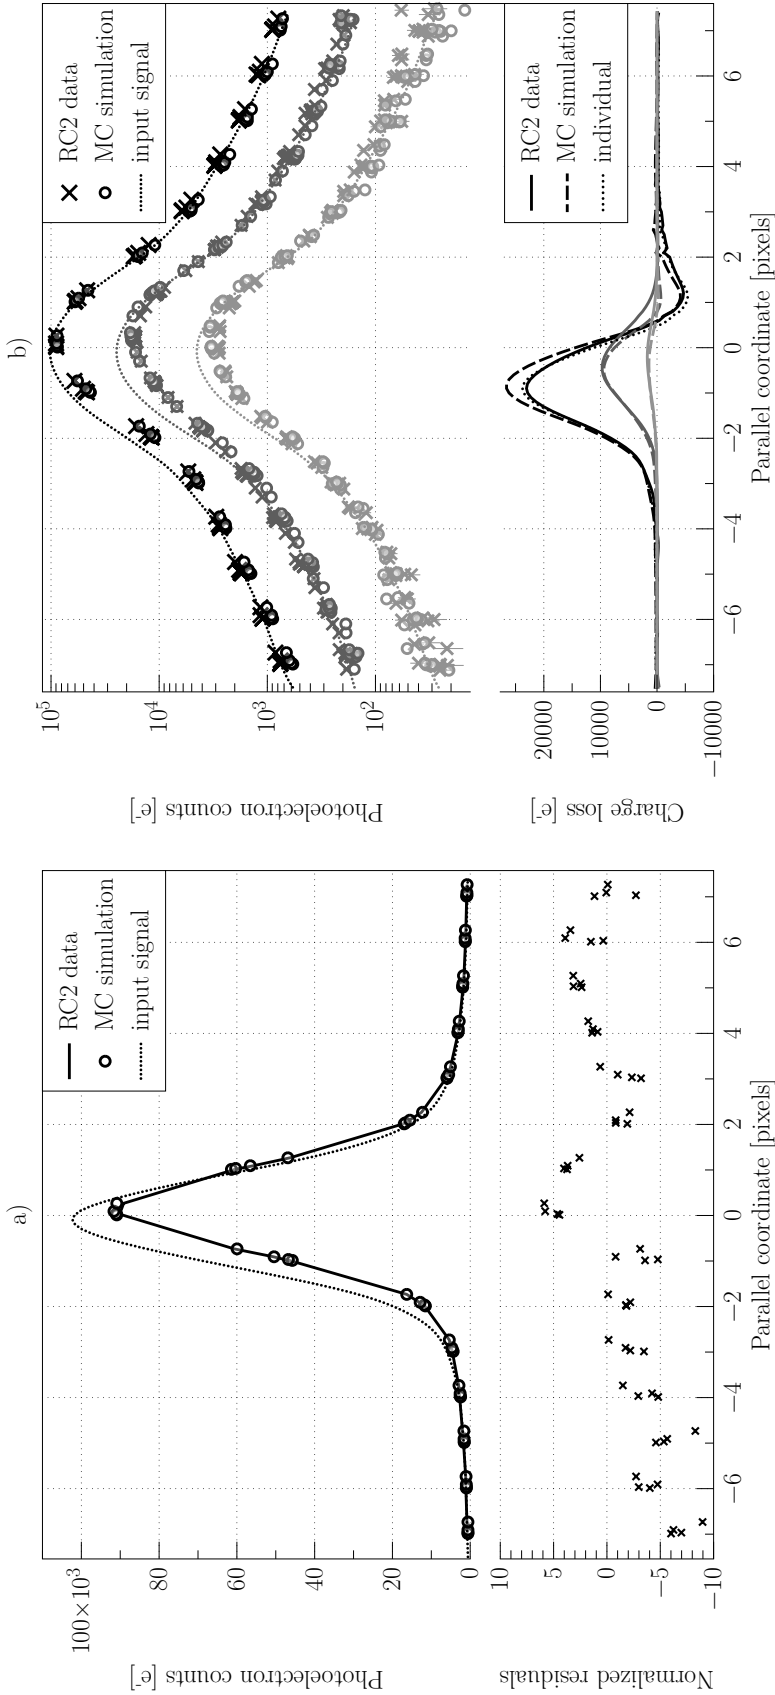 a)
100×10³
80
60
40
20
0
Photoelectron counts [e⁻]
RC2 data
MC simulation
input signal
10
5
0
−5
−10
Normalized residuals
−6
−4
−2
0
2
4
6
Parallel coordinate [pixels]
b)
10⁵
10⁴
10³
10²
Photoelectron counts [e⁻]
RC2 data
MC simulation
input signal
20000
10000
0
−10000
Charge loss [e⁻]
RC2 data
MC simulation
individual
−6
−4
−2
0
2
4
6
Parallel coordinate [pixels]